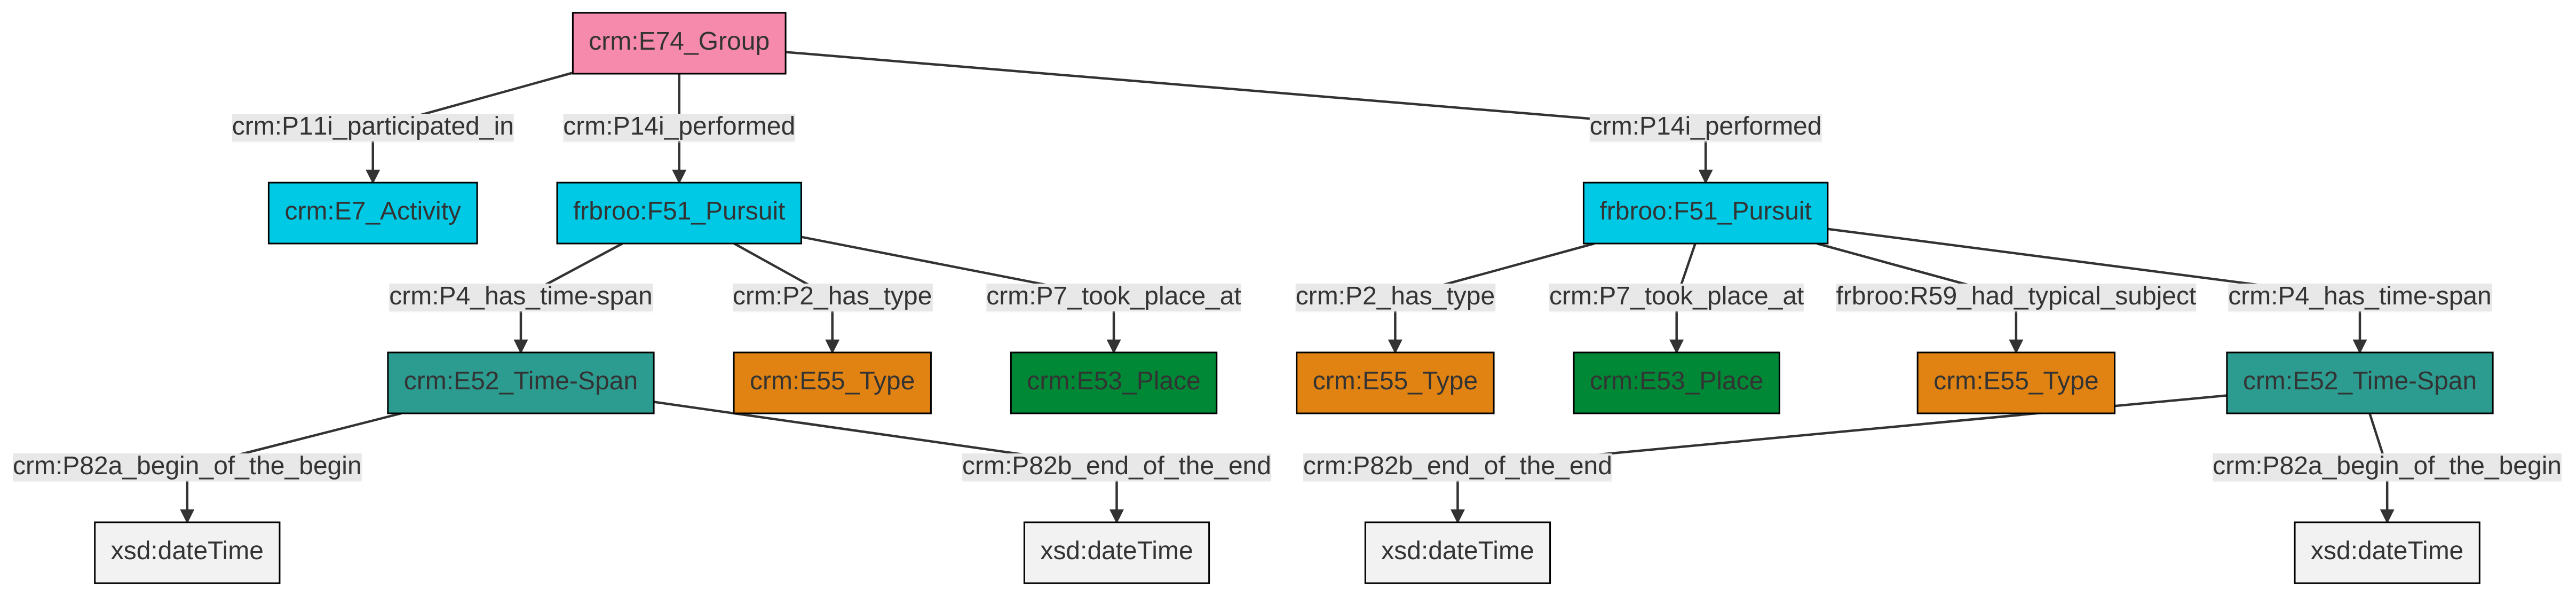 crm:E74_Group
crm:P11i_participated_in
crm:P14i_performed
crm:P14i_performed
crm:E7_Activity
frbroo:F51_Pursuit
frbroo:F51_Pursuit
crm:P4_has_time-span
crm:P2_has_type
crm:P7_took_place_at
crm:P2_has_type
crm:P7_took_place_at
frbroo:R59_had_typical_subject
crm:P4_has_time-span
crm:E52_Time-Span
crm:E55_Type
crm:E53_Place
crm:E55_Type
crm:E53_Place
crm:E55_Type
crm:E52_Time-Span
crm:P82a_begin_of_the_begin
crm:P82b_end_of_the_end
crm:P82b_end_of_the_end
crm:P82a_begin_of_the_begin
xsd:dateTime
xsd:dateTime
xsd:dateTime
xsd:dateTime